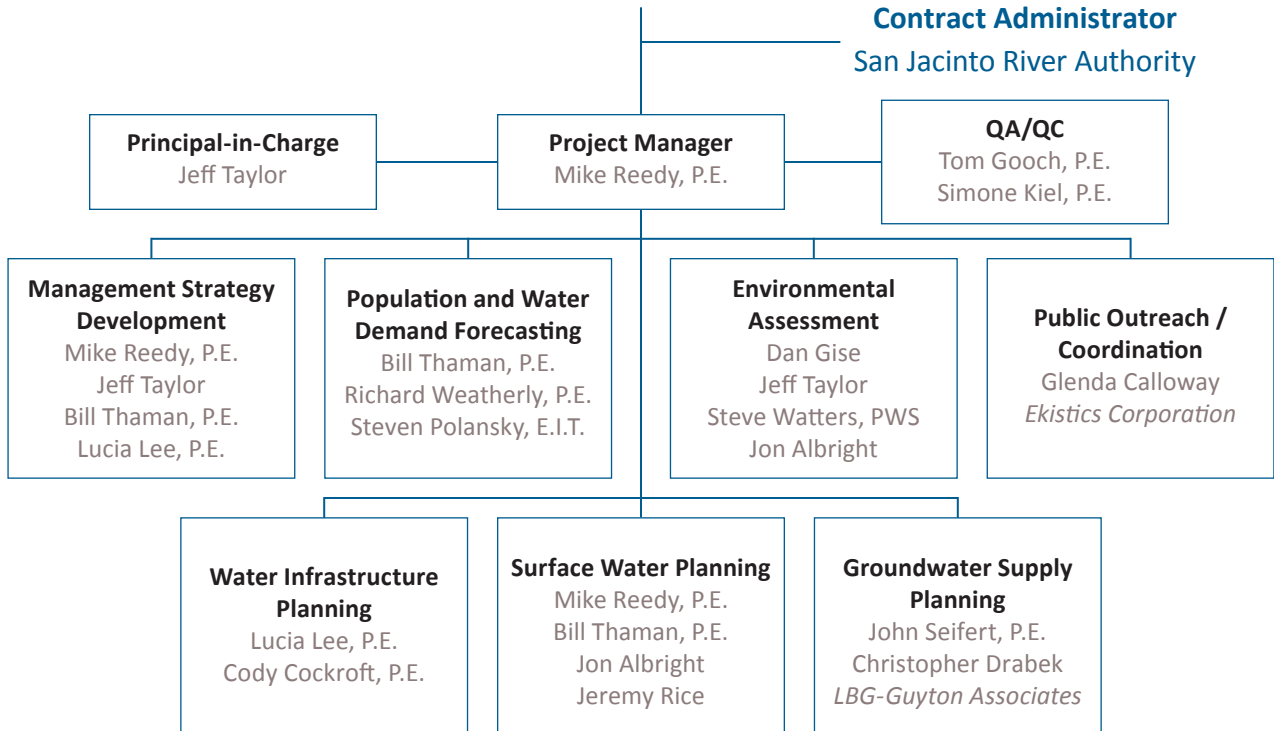 Contract Administrator
San Jacinto River Authority
Principal-in-Charge
Jeff Taylor
Project Manager
Mike Reedy, P.E.
QA/QC
Tom Gooch, P.E.
Simone Kiel, P.E.
Management Strategy
Development
Mike Reedy, P.E.
Jeff Taylor
Bill Thaman, P.E.
Lucia Lee, P.E.
Population and Water
Demand Forecasting
Bill Thaman, P.E.
Richard Weatherly, P.E.
Steven Polansky, E.I.T.
Environmental
Assessment
Dan Gise
Jeff Taylor
Steve Watters, PWS
Jon Albright
Public Outreach /
Coordination
Glenda Calloway
Ekistics Corporation
Water Infrastructure
Planning
Lucia Lee, P.E.
Cody Cockroft, P.E.
Surface Water Planning
Mike Reedy, P.E.
Bill Thaman, P.E.
Jon Albright
Jeremy Rice
Groundwater Supply
Planning
John Seifert, P.E.
Christopher Drabek
LBG-Guyton Associates